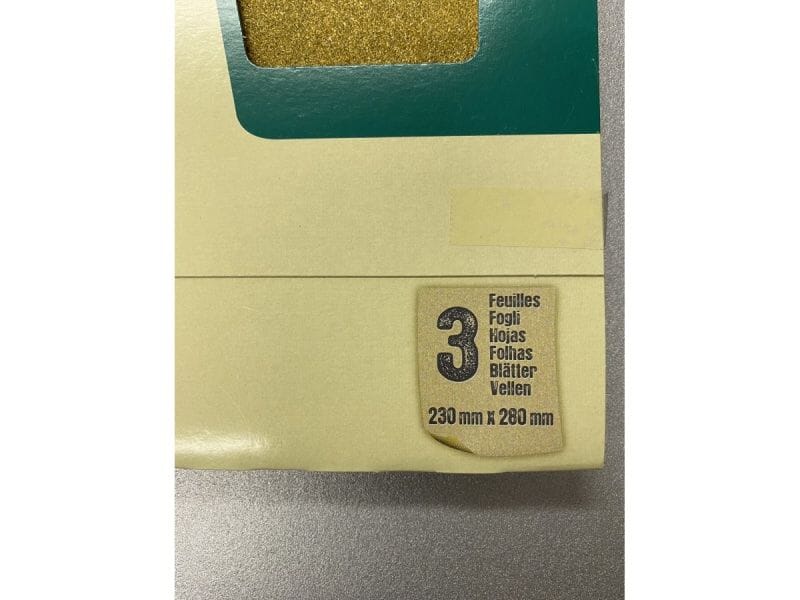 3
Feuilles
Fogli
Hojas
Folhas
Blätter
Vellen
230 mm x 280 mm